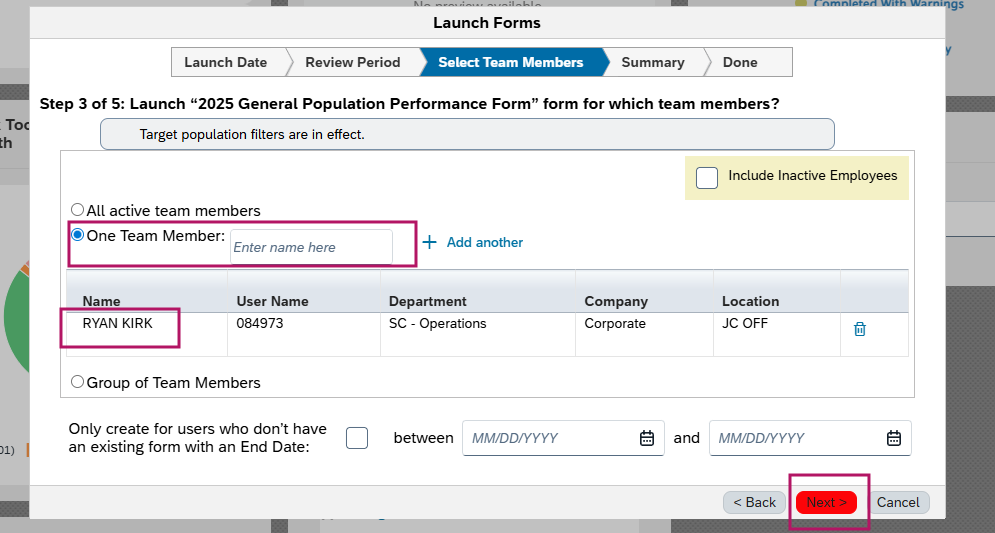 No preview available
Completed With Warnings
Launch Forms
Launch Date
Review Period
Select Team Members
Summary
Done
Step 3 of 5: Launch “2025 General Population Performance Form” form for which team members?
Target population filters are in effect.
Include Inactive Employees
All active team members
One Team Member:
Enter name here
Add another
Name User Name Department Company Location
RYAN KIRK 084973 SC - Operations Corporate JC OFF
Group of Team Members
Only create for users who don’t have
an existing form with an End Date:
between MM/DD/YYYY and MM/DD/YYYY
< Back Next > Cancel